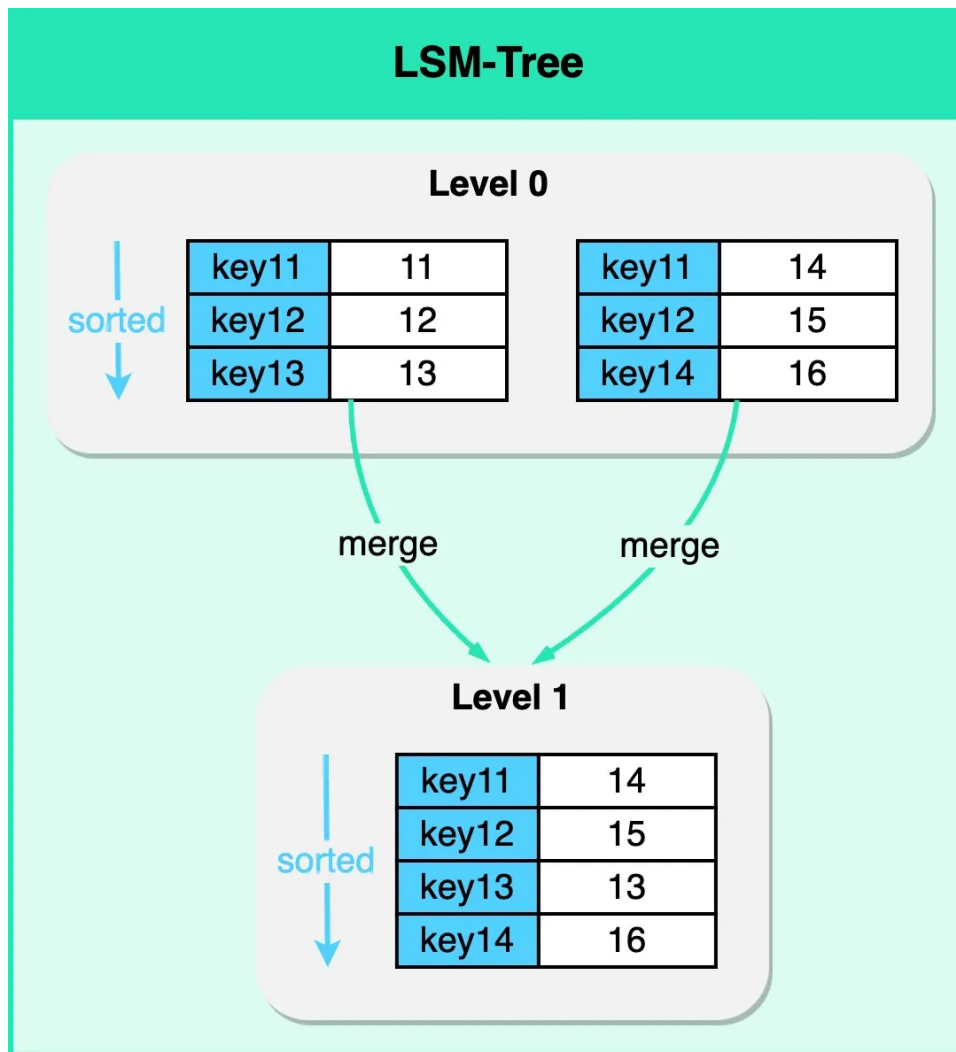 LSM-Tree
Level 0
sorted
key11 11
key12 12
key13 13
key11 14
key12 15
key14 16
merge
merge
Level 1
sorted
key11 14
key12 15
key13 13
key14 16